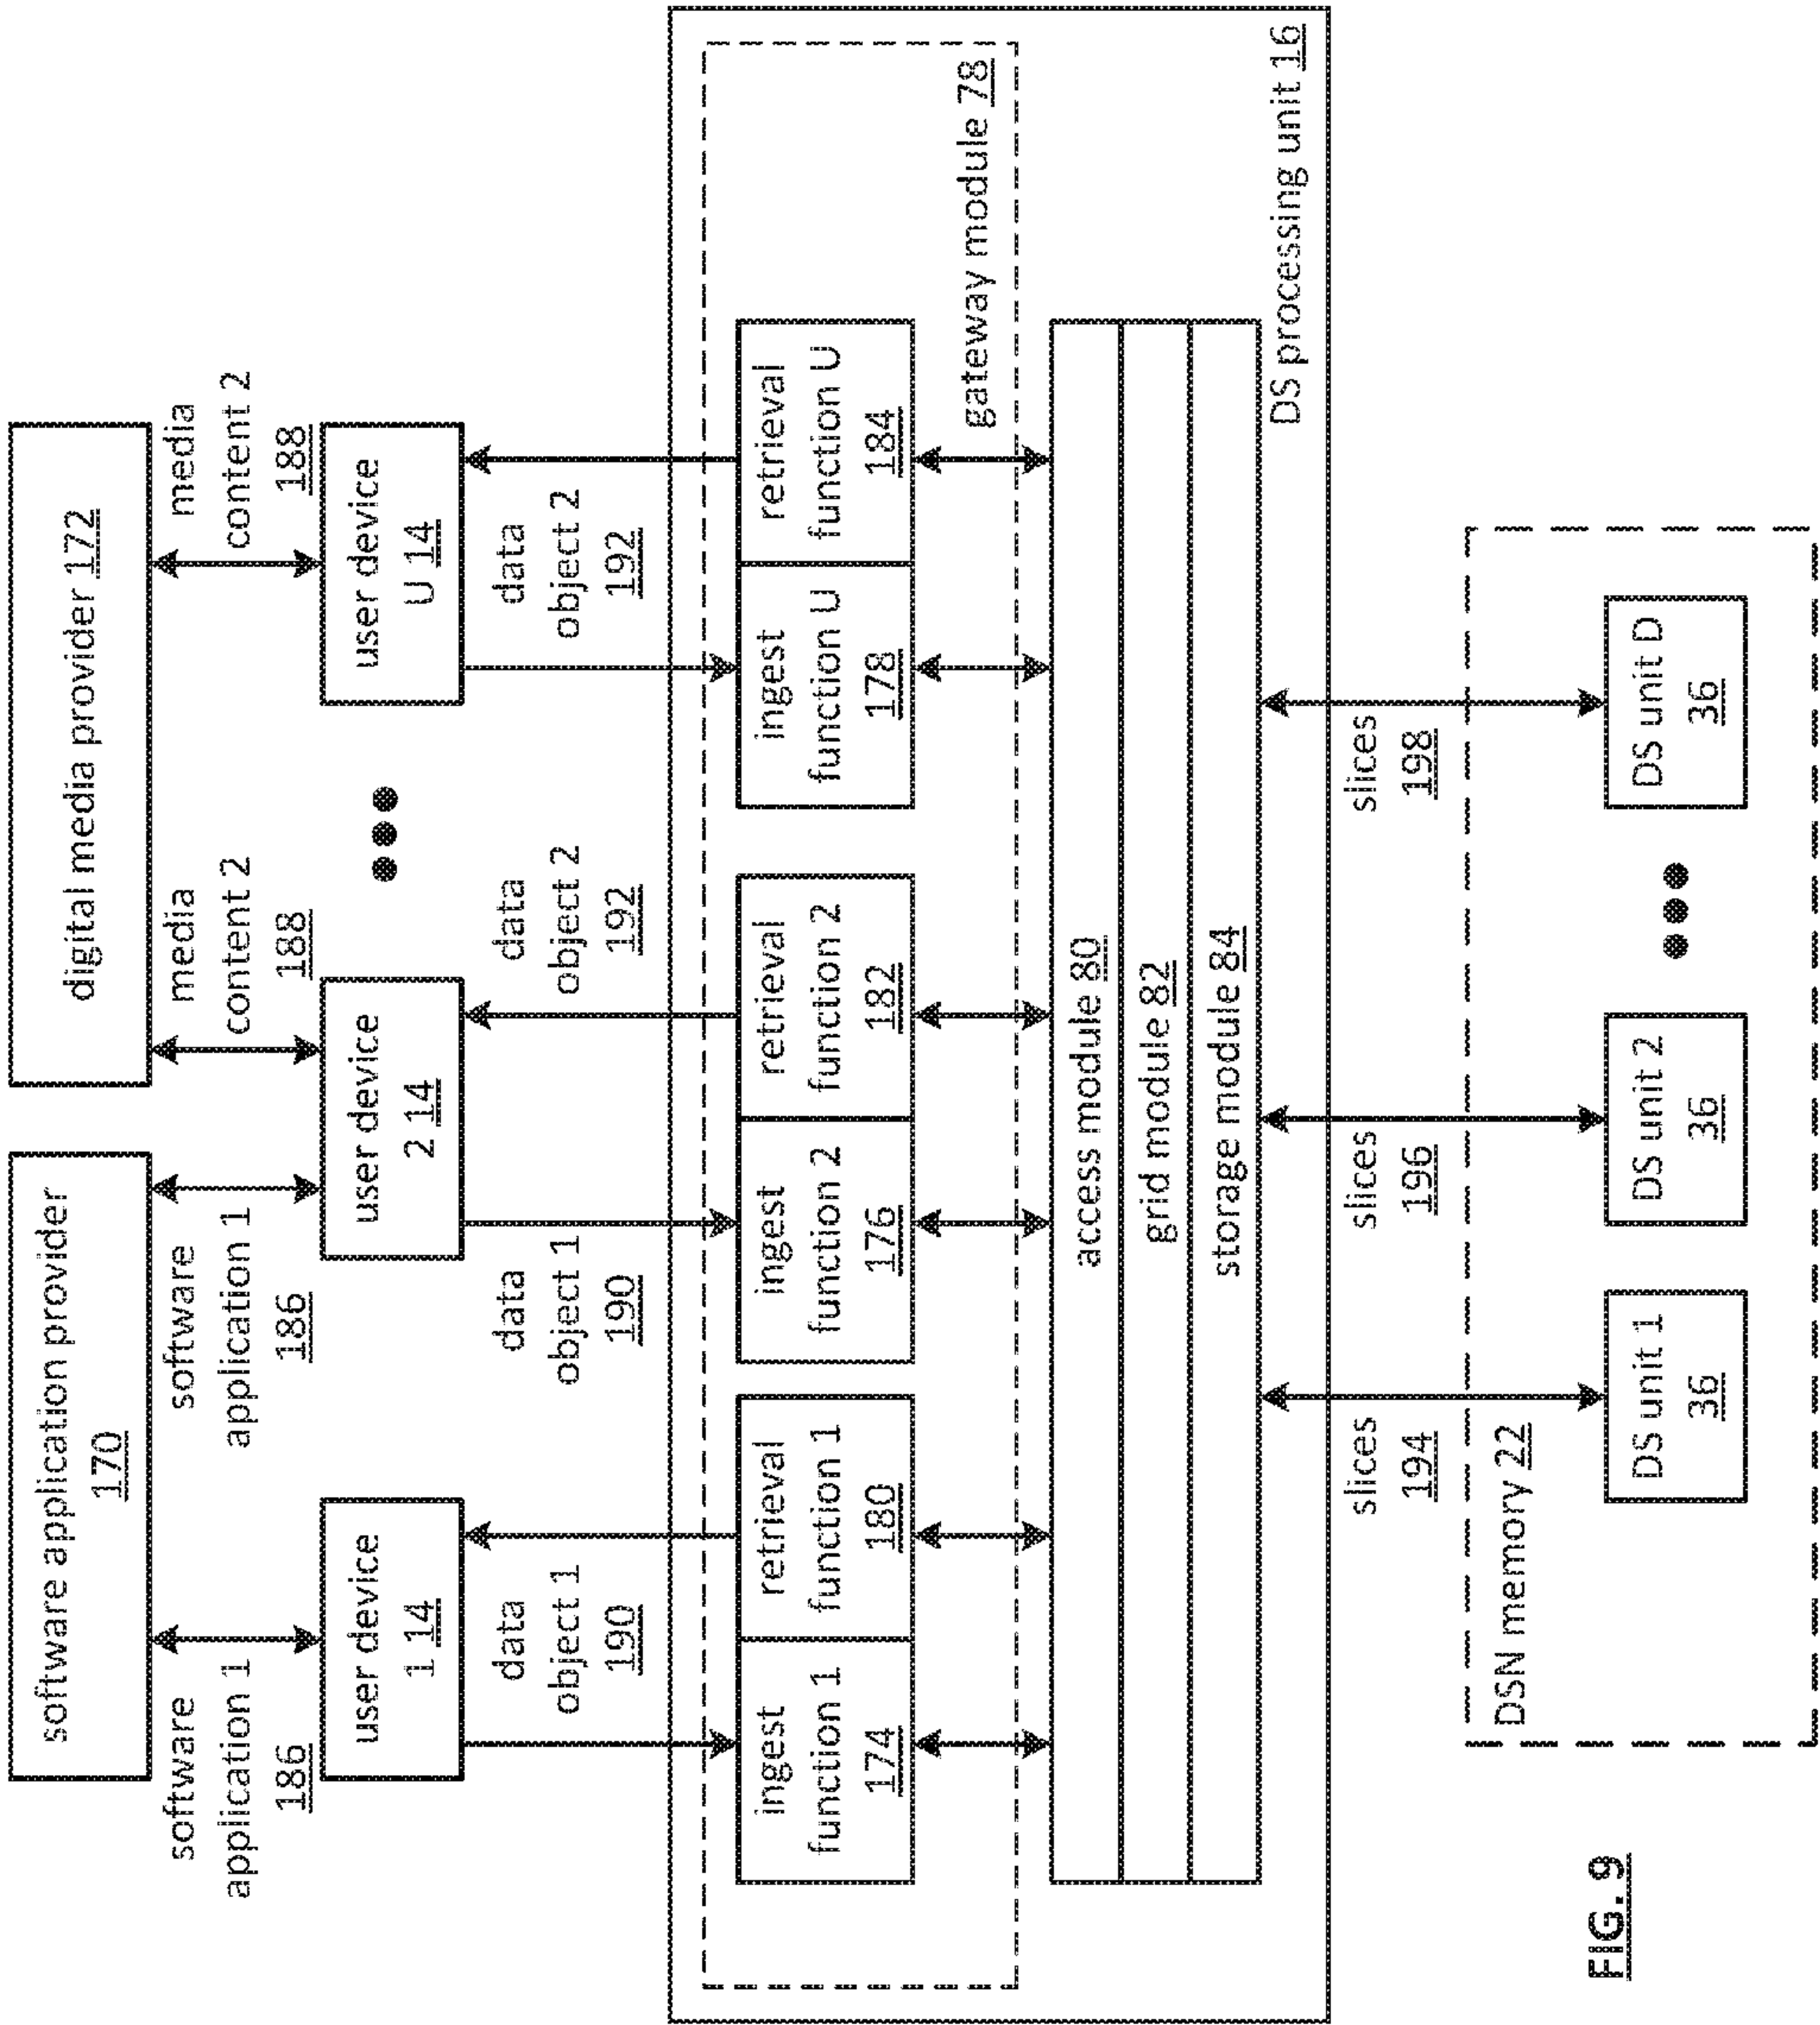 software application provider
170
digital media provider 172
software
application 1
186
software
application 1
186
media
content 2
188
media
content 2
188
user device
1 14
user device
2 14
user device
U 14
data
object 1
190
data
object 1
190
data
object 2
192
data
object 2
192
ingest
function 1
174
retrieval
function 1
180
ingest
function 2
176
retrieval
function 2
182
ingest
function U
178
retrieval
function U
184
gateway module 78
access module 80
grid module 82
storage module 84
DS processing unit 16
slices
194
slices
196
slices
198
DSN memory 22
DS unit 1
36
DS unit 2
36
DS unit D
36
FIG. 9